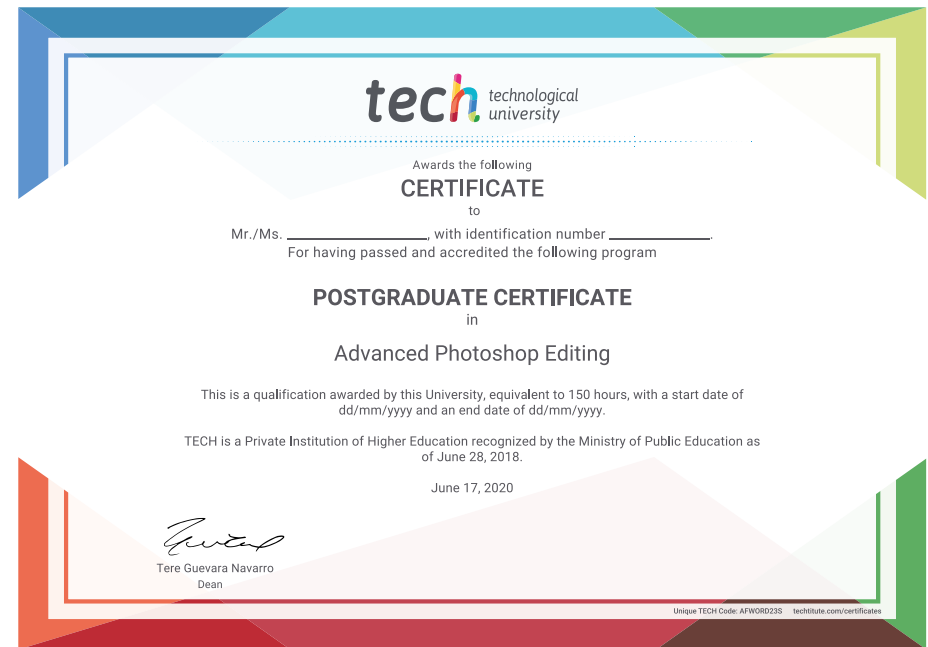 tech technological
university
Awards the following
CERTIFICATE
to
Mr./Ms. ____________________, with identification number ______________.
For having passed and accredited the following program
POSTGRADUATE CERTIFICATE
in
Advanced Photoshop Editing
This is a qualification awarded by this University, equivalent to 150 hours, with a start date of
dd/mm/yyyy and an end date of dd/mm/yyyy.
TECH is a Private Institution of Higher Education recognized by the Ministry of Public Education as
of June 28, 2018.
June 17, 2020
Tere Guevara Navarro
Dean
Unique TECH Code: AFWORD23S techtitute.com/certificates